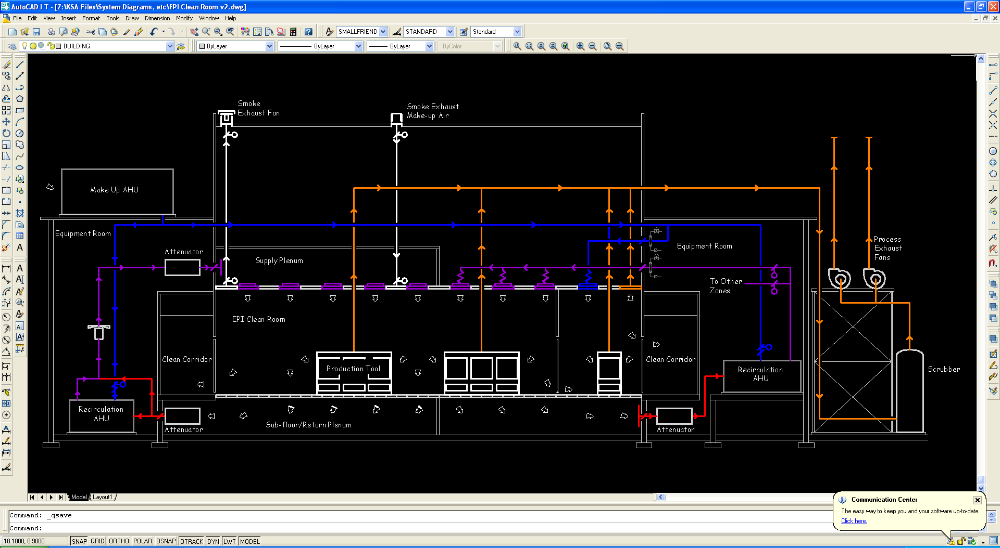 AutoCAD LT - [Z:\KSA Files\System Diagrams, etc\EPI Clean Room v2.dwg]
File Edit View Insert Format Tools Draw Dimension Modify Window Help
SMALLFRIEND STANDARD Standard
BUILDING ByLayer ByLayer ByLayer ByColor
Smoke
Exhaust Fan
Smoke Exhaust
Make-up Air
Make Up AHU
Equipment Room
Attenuator
Supply Plenum
Equipment Room
Process
Exhaust
Fans
To Other
Zones
EPI Clean Room
Clean Corridor
Production Tool
Clean Corridor
Recirculation
AHU
Scrubber
Recirculation
AHU
Attenuator
Sub-floor/Return Plenum
Attenuator
Model Layout1
Communication Center
The easy way to keep you and your software up-to-date.
Click here.
Command: _qsave
Command:
18.1000, 8.9000 SNAP GRID ORTHO POLAR OSNAP OTRACK DYN LWT MODEL